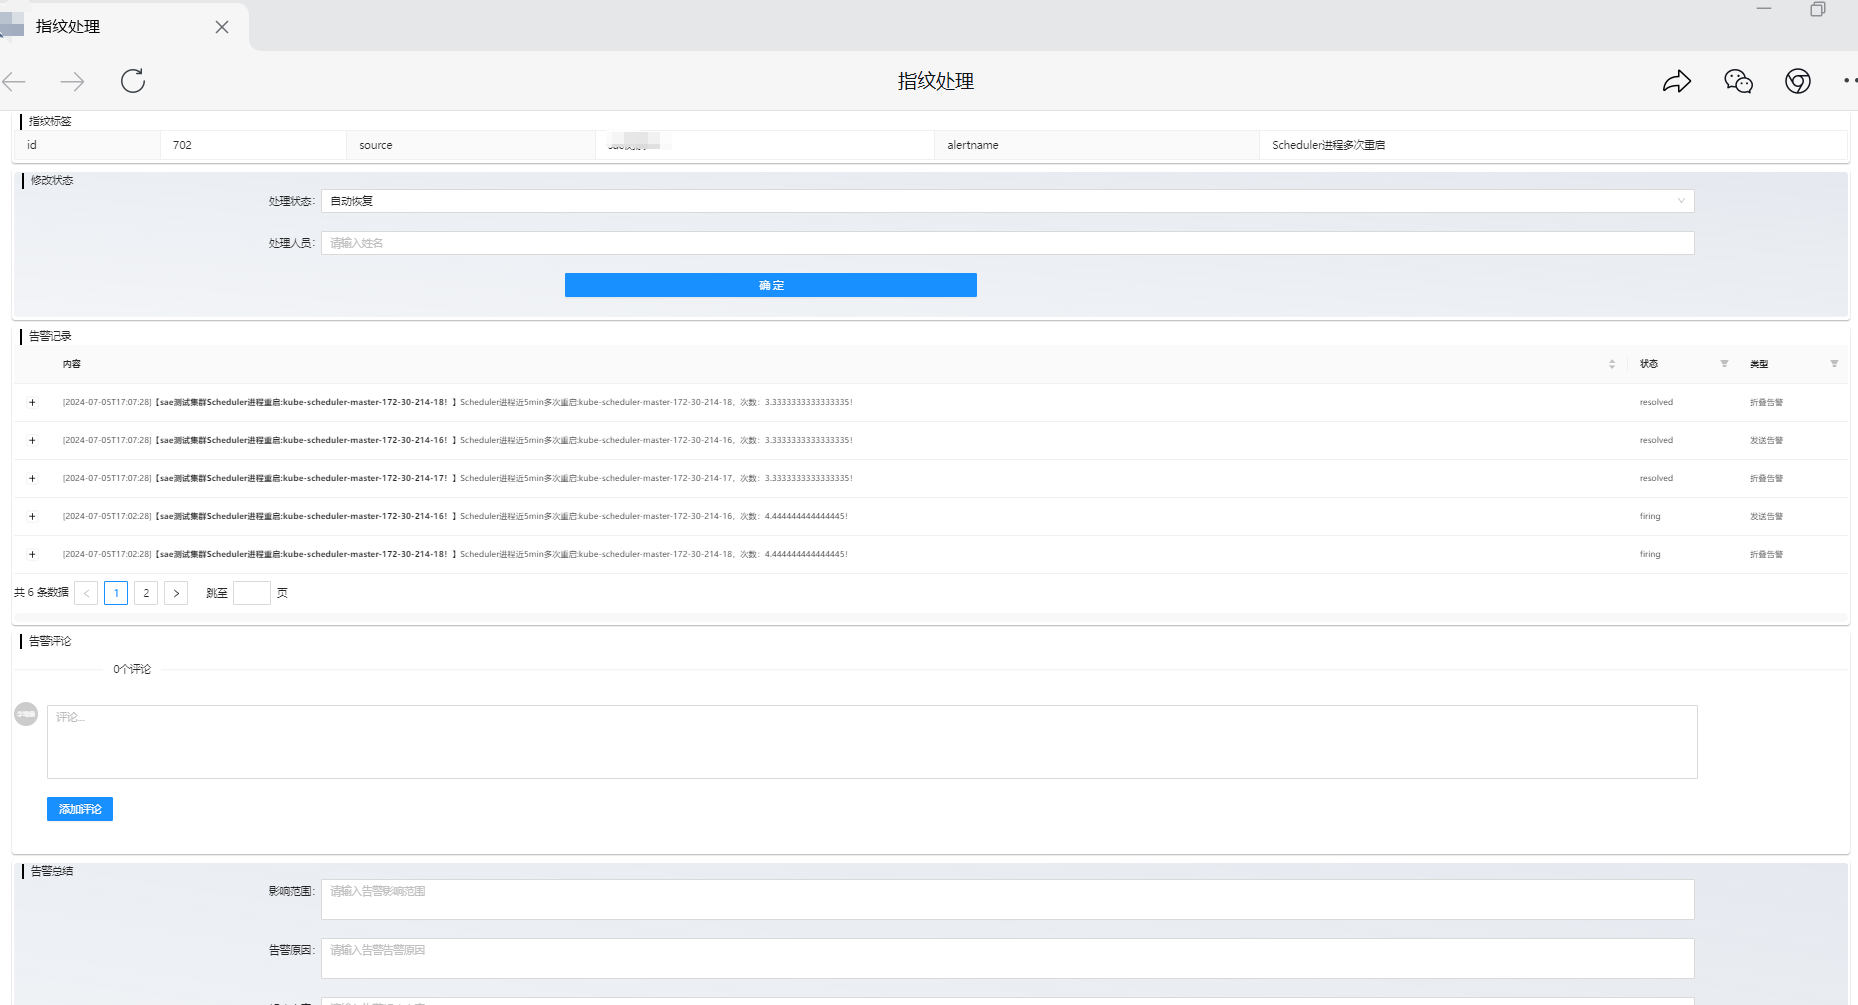 指纹处理
指纹处理
指纹标签
id 702 source alertname Scheduler进程多次重启
修改状态
处理状态: 自动恢复
处理人员: 请输入姓名
确 定
告警记录
内容 状态 类型
+ [2024-07-05T17:07:28]【sae测试集群Scheduler进程重启:kube-scheduler-master-172-30-214-18！】Scheduler进程近5min多次重启:kube-scheduler-master-172-30-214-18，次数：3.3333333333333335! resolved 折叠告警
+ [2024-07-05T17:07:28]【sae测试集群Scheduler进程重启:kube-scheduler-master-172-30-214-16！】Scheduler进程近5min多次重启:kube-scheduler-master-172-30-214-16，次数：3.3333333333333335! resolved 发送告警
+ [2024-07-05T17:07:28]【sae测试集群Scheduler进程重启:kube-scheduler-master-172-30-214-17！】Scheduler进程近5min多次重启:kube-scheduler-master-172-30-214-17，次数：3.3333333333333335! resolved 折叠告警
+ [2024-07-05T17:02:28]【sae测试集群Scheduler进程重启:kube-scheduler-master-172-30-214-16！】Scheduler进程近5min多次重启:kube-scheduler-master-172-30-214-16，次数：4.444444444444445! firing 发送告警
+ [2024-07-05T17:02:28]【sae测试集群Scheduler进程重启:kube-scheduler-master-172-30-214-18！】Scheduler进程近5min多次重启:kube-scheduler-master-172-30-214-18，次数：4.444444444444445! firing 折叠告警
共 6 条数据 < 1 2 > 跳至 页
告警评论
0个评论
评论...
添加评论
告警总结
影响范围: 请输入告警影响范围
告警原因: 请输入告警告警原因